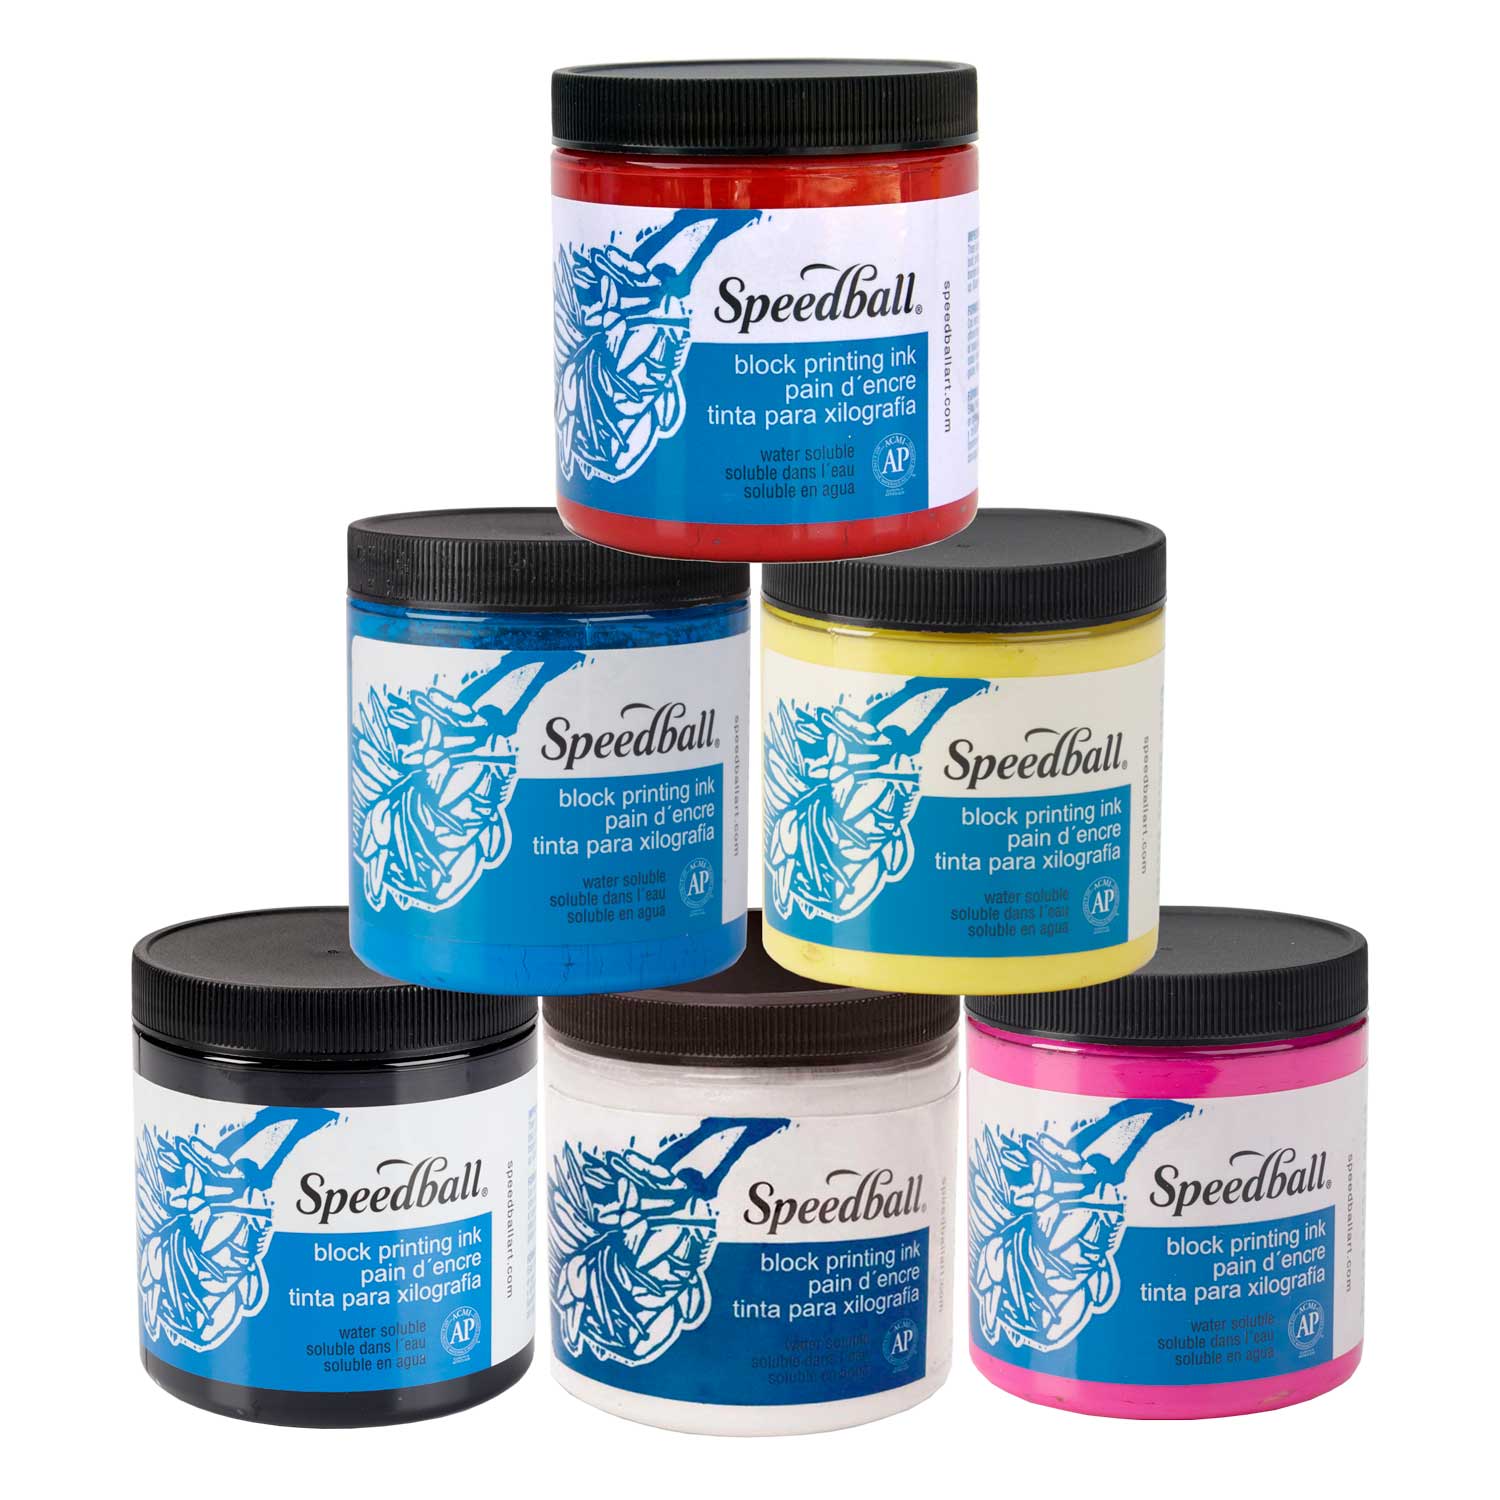 Speedball®
block printing ink
pain d´encre
tinta para xilografía
water soluble
soluble dans l´eau
soluble en agua
ACMI
AP
speedballart.com
Speedball®
block printing ink
pain d´encre
tinta para xilografía
water soluble
soluble dans l´eau
soluble en agua
ACMI
AP
speedballart.com
Speedball®
block printing ink
pain d´encre
tinta para xilografía
water soluble
soluble dans l´eau
soluble en agua
ACMI
AP
speedballart.com
Speedball®
block printing ink
pain d´encre
tinta para xilografía
water soluble
soluble dans l´eau
soluble en agua
ACMI
AP
speedballart.com
Speedball®
block printing ink
pain d´encre
tinta para xilografía
water soluble
soluble dans l´eau
soluble en agua
ACMI
AP
speedballart.com
Speedball®
block printing ink
pain d´encre
tinta para xilografía
water soluble
soluble dans l´eau
soluble en agua
ACMI
AP
speedballart.com